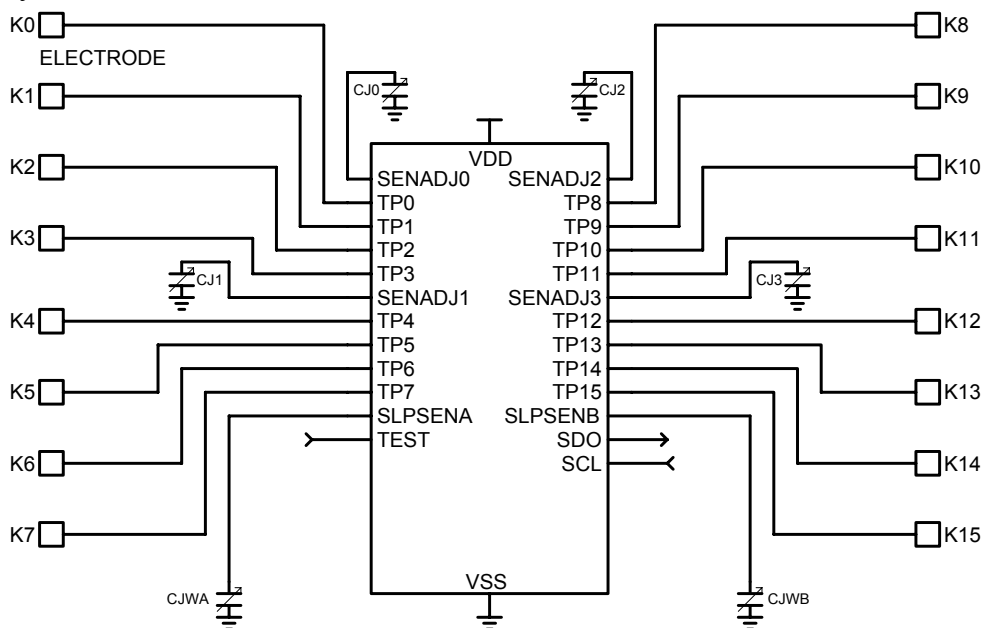 K0
ELECTRODE
K1
K2
K3
K4
K5
K6
K7
CJ0
CJ2
CJ1
CJ3
CJWA
CJWB
VDD
SENADJ0
TP0
TP1
TP2
TP3
SENADJ1
TP4
TP5
TP6
TP7
SLPSENA
TEST
SENADJ2
TP8
TP9
TP10
TP11
SENADJ3
TP12
TP13
TP14
TP15
SLPSENB
SDO
SCL
VSS
K8
K9
K10
K11
K12
K13
K14
K15